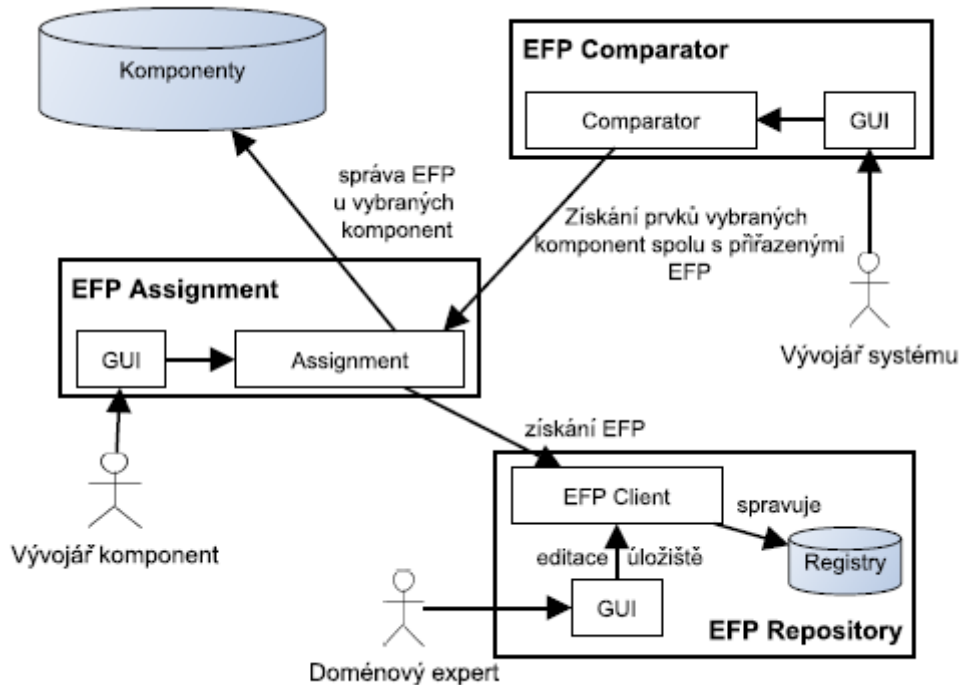 Komponenty
EFP Comparator
Comparator
GUI
správa EFP
u vybraných
komponent
Získání prvků vybraných
komponent spolu s přiřazenými
EFP
EFP Assignment
GUI
Assignment
Vývojář systému
získání EFP
Vývojář komponent
EFP Client
spravuje
editace úložiště
Registry
GUI
EFP Repository
Doménový expert